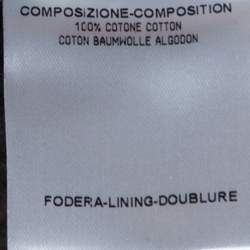 COMPOSIZIONE-COMPOSITION
100% COTONE COTTON
COTON BAUMWOLLE ALGODON
FODERA-LINING-DOUBLURE